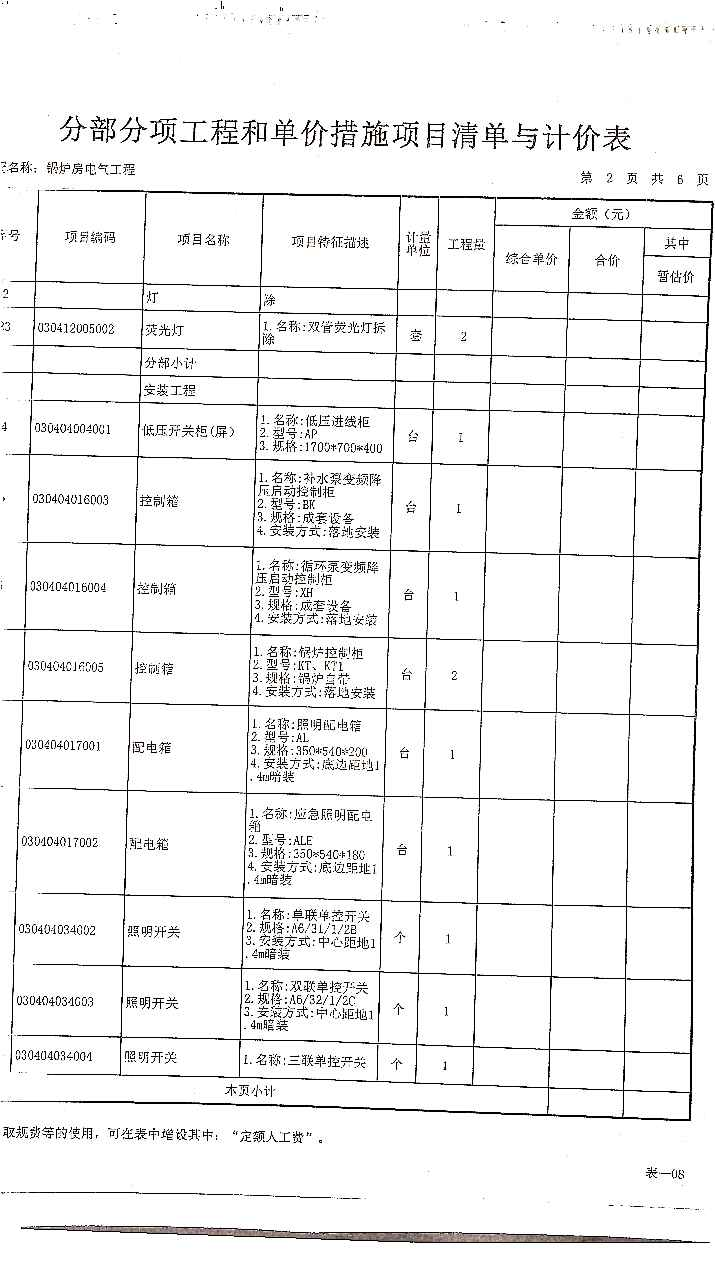 分部分项工程和单价措施项目清单与计价表
名称：锅炉房电气工程
第 2 页 共 6 页
号 项目编码 项目名称 项目特征描述 计量单位 工程量 金额（元）
综合单价 合价 其中
暂估价
2 灯 除
23 030412005002 荧光灯 1.名称:双管荧光灯拆
除 套 2
分部小计
安装工程
4 030404004001 低压开关柜(屏) 1.名称:低压进线柜
2.型号:AP
3.规格:1700*700*400 台 1
030404016003 控制箱 1.名称:补水泵变频降
压启动控制柜
2.型号:BK
3.规格:成套设备
4.安装方式:落地安装 台 1
030404016004 控制箱 1.名称:循环泵变频降
压启动控制柜
2.型号:XH
3.规格:成套设备
4.安装方式:落地安装 台 1
030404016005 控制箱 1.名称:锅炉控制柜
2.型号:KT、KT1
3.规格:锅炉自带
4.安装方式:落地安装 台 2
030404017001 配电箱 1.名称:照明配电箱
2.型号:AL
3.规格:350*540*200
4.安装方式:底边距地1
.4m暗装 台 1
030404017002 配电箱 1.名称:应急照明配电
箱
2.型号:ALE
3.规格:350*540*180
4.安装方式:底边距地1
.4m暗装 台 1
030404034002 照明开关 1.名称:单联单控开关
2.规格:A6/31/1/2B
3.安装方式:中心距地1
.4m暗装 个 1
030404034003 照明开关 1.名称:双联单控开关
2.规格:A6/32/1/2C
3.安装方式:中心距地1
.4m暗装 个 1
030404034004 照明开关 1.名称:三联单控开关 个 1
本页小计
取规费等的使用，可在表中增设其中：“定额人工费”。
表—08